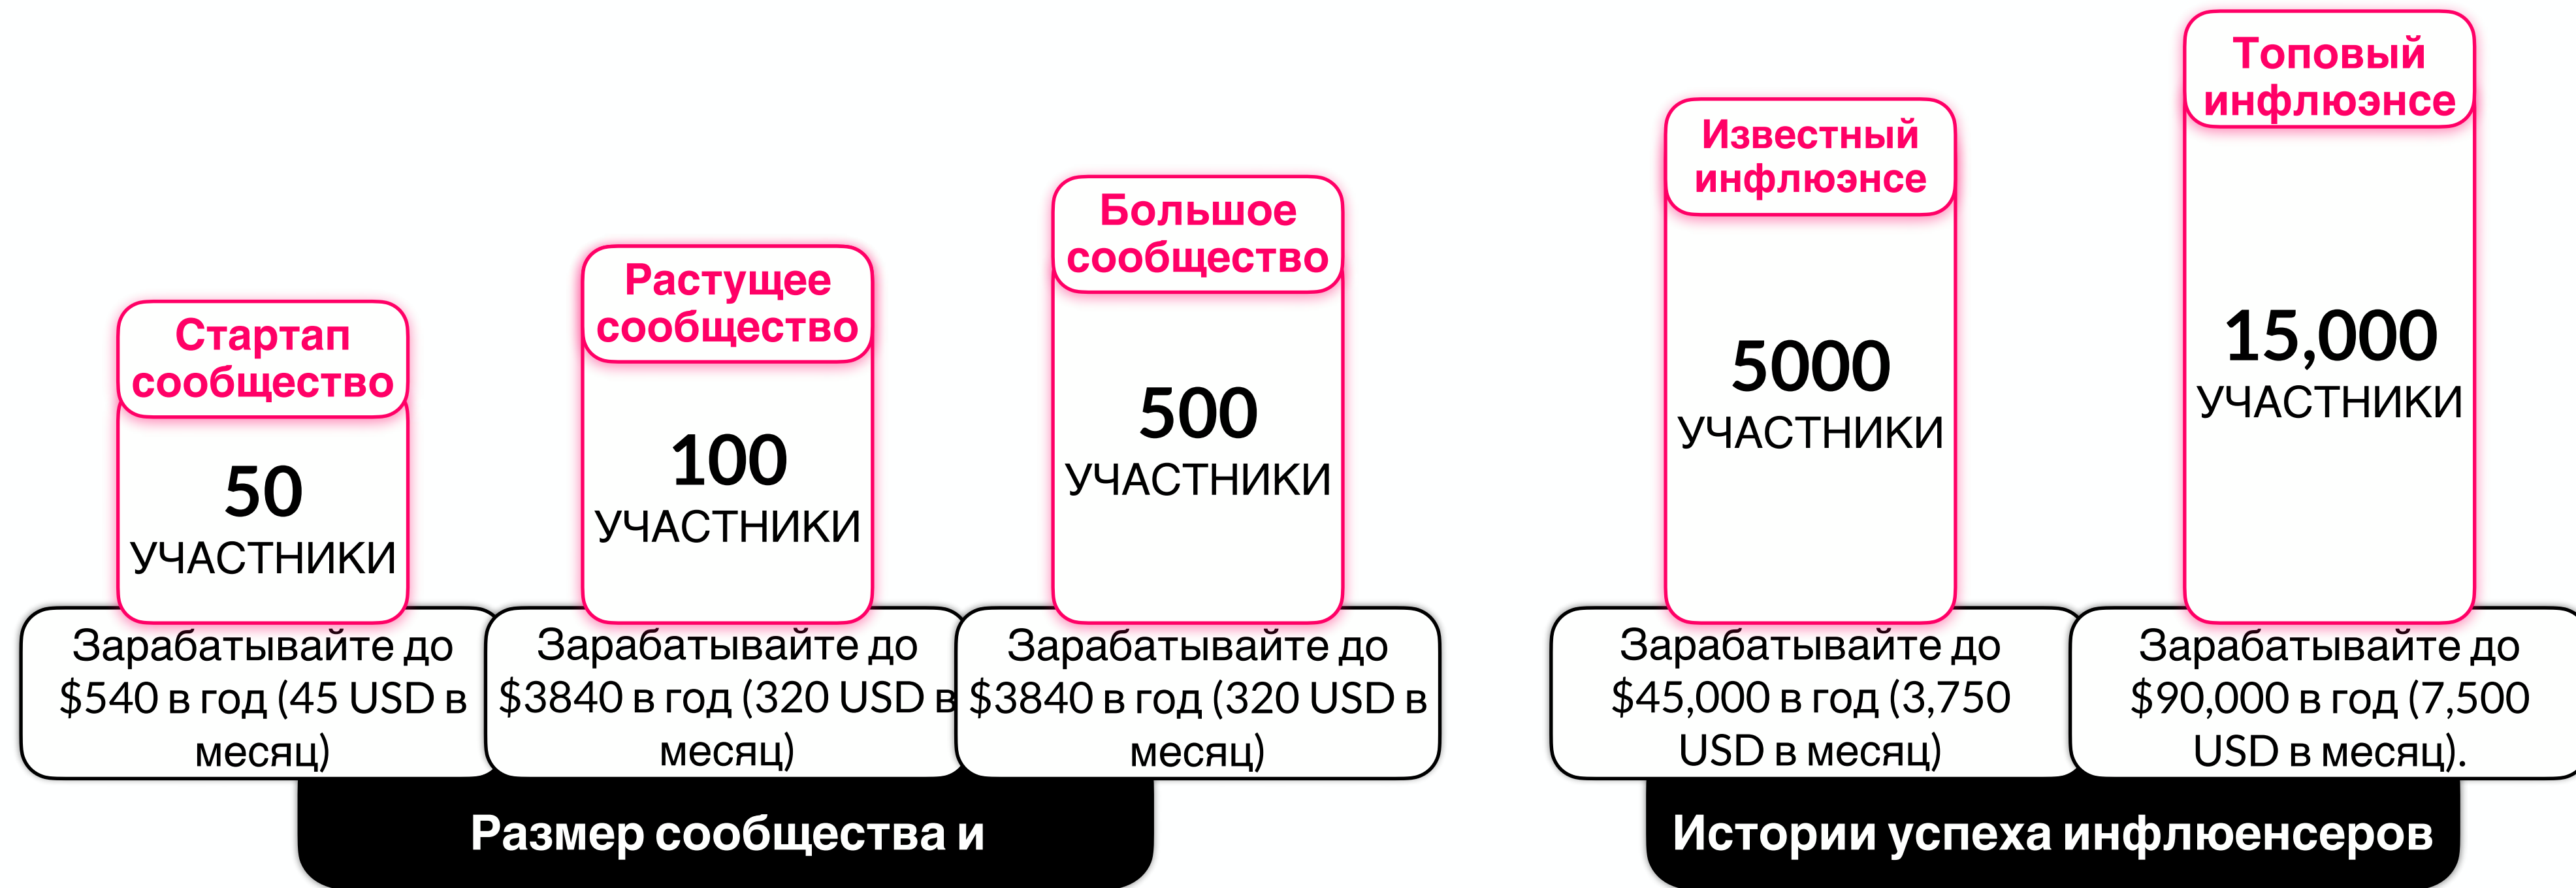 Стартап
сообщество
50
УЧАСТНИКИ
Зарабатывайте до
$540 в год (45 USD в
месяц)
Растущее
сообщество
100
УЧАСТНИКИ
Зарабатывайте до
$3840 в год (320 USD в
месяц)
Большое
сообщество
500
УЧАСТНИКИ
Зарабатывайте до
$3840 в год (320 USD в
месяц)
Размер сообщества и
Известный
инфлюэнсе
5000
УЧАСТНИКИ
Зарабатывайте до
$45,000 в год (3,750
USD в месяц)
Топовый
инфлюэнсе
15,000
УЧАСТНИКИ
Зарабатывайте до
$90,000 в год (7,500
USD в месяц).
Истории успеха инфлюенсеров